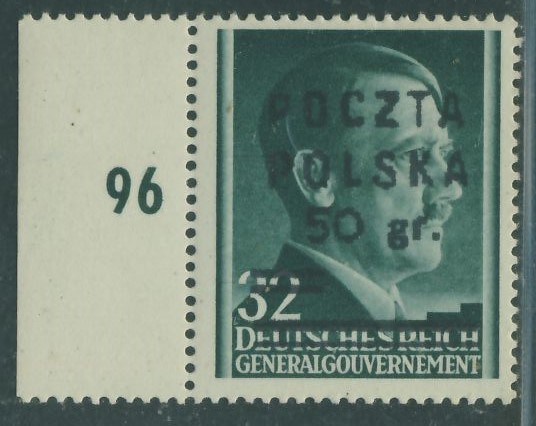 96
POCZTA
POLSKA
50 gr.
32
DEUTSCHES REICH
GENERALGOUVERNEMENT